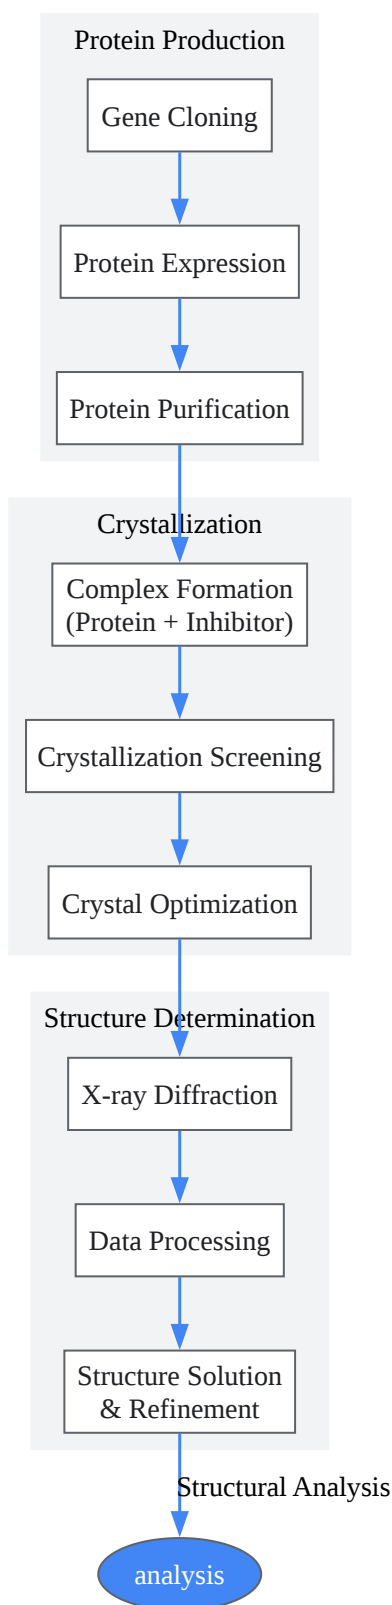 Protein Production
Gene Cloning
Protein Expression
Protein Purification
Crystallization
Complex Formation
(Protein + Inhibitor)
Crystallization Screening
Crystal Optimization
Structure Determination
X-ray Diffraction
Data Processing
Structure Solution
& Refinement
Structural Analysis
analysis